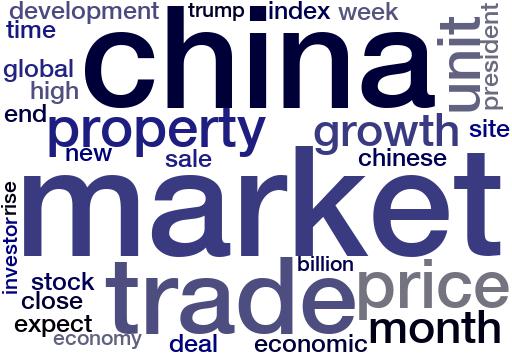 development trump index week
time
china
unit
president
global
high
end
property growth site
new sale chinese
market
rise
investor
stock
close
expect
trade
billion
price
month
economy deal economic